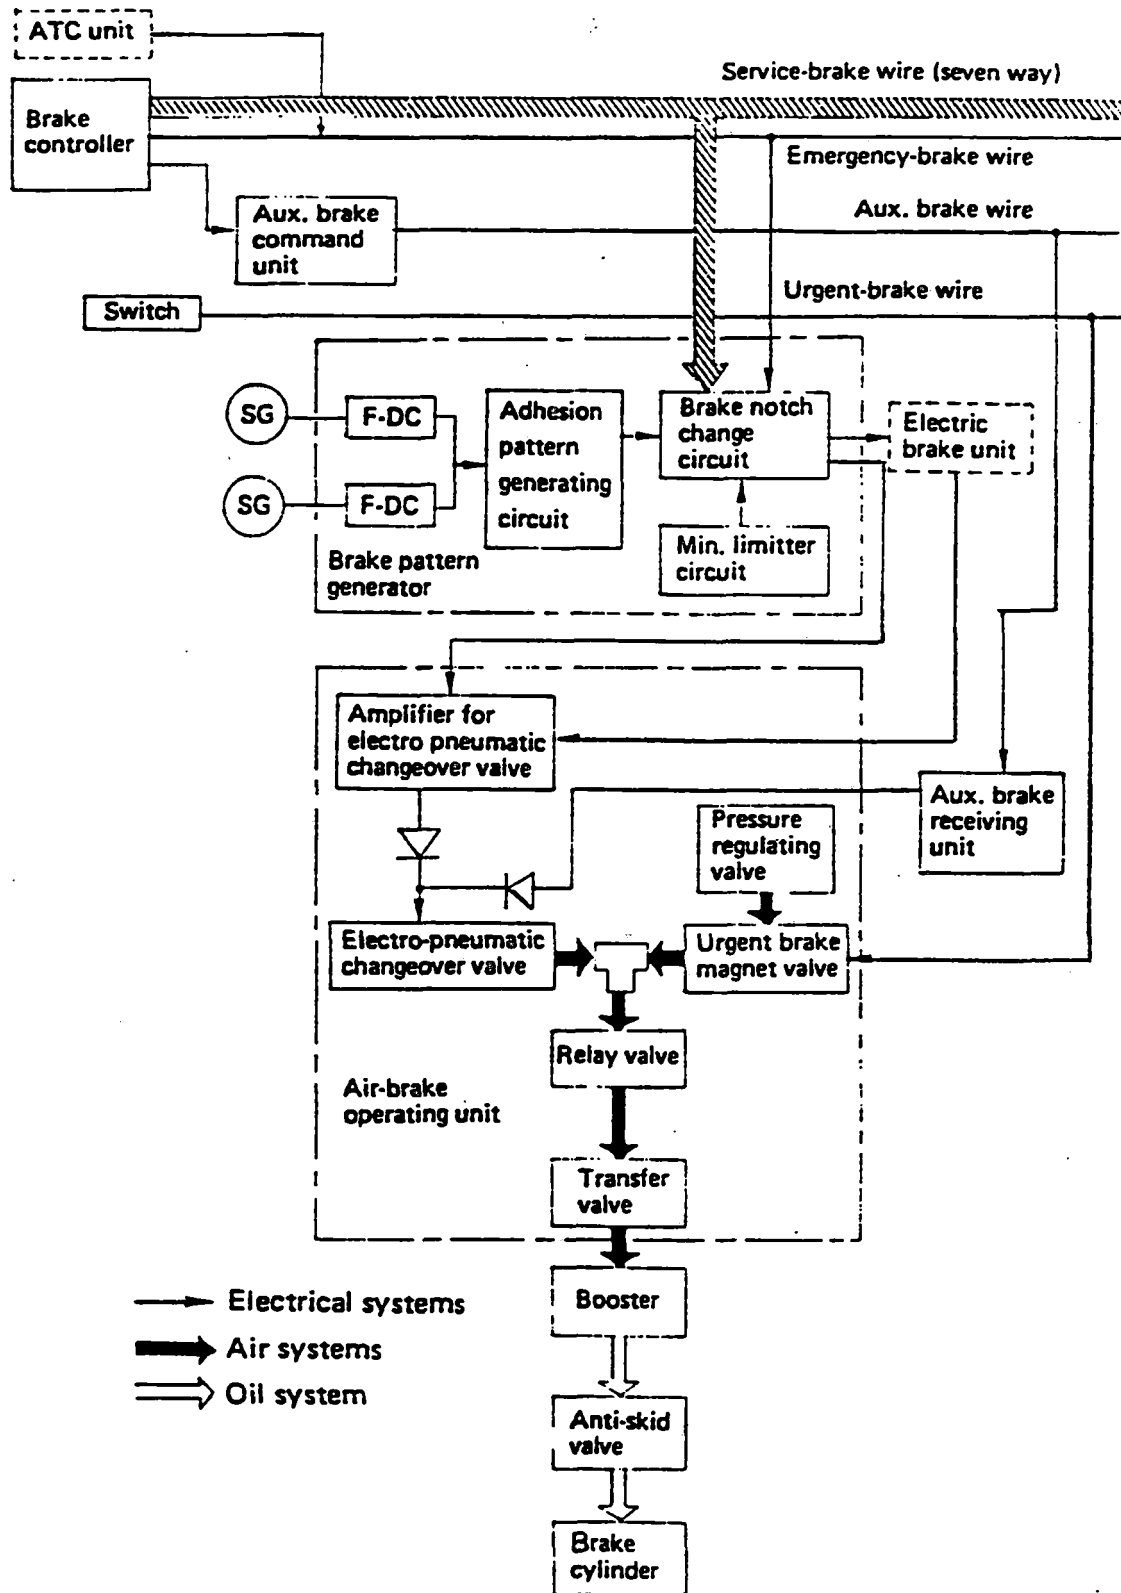 ATC unit
Service-brake wire (seven way)
Brake
controller
Emergency-brake wire
Aux. brake wire
Aux. brake
command
unit
Urgent-brake wire
Switch
SG
F-DC
Adhesion
pattern
generating
circuit
Brake notch
change
circuit
Electric
brake unit
SG
F-DC
Min. limitter
circuit
Brake pattern
generator
Amplifier for
electro pneumatic
changeover valve
Pressure
regulating
valve
Aux. brake
receiving
unit
Electro-pneumatic
changeover valve
Urgent brake
magnet valve
Relay valve
Air-brake
operating unit
Transfer
valve
Booster
Electrical systems
Air systems
Oil system
Anti-skid
valve
Brake
cylinder